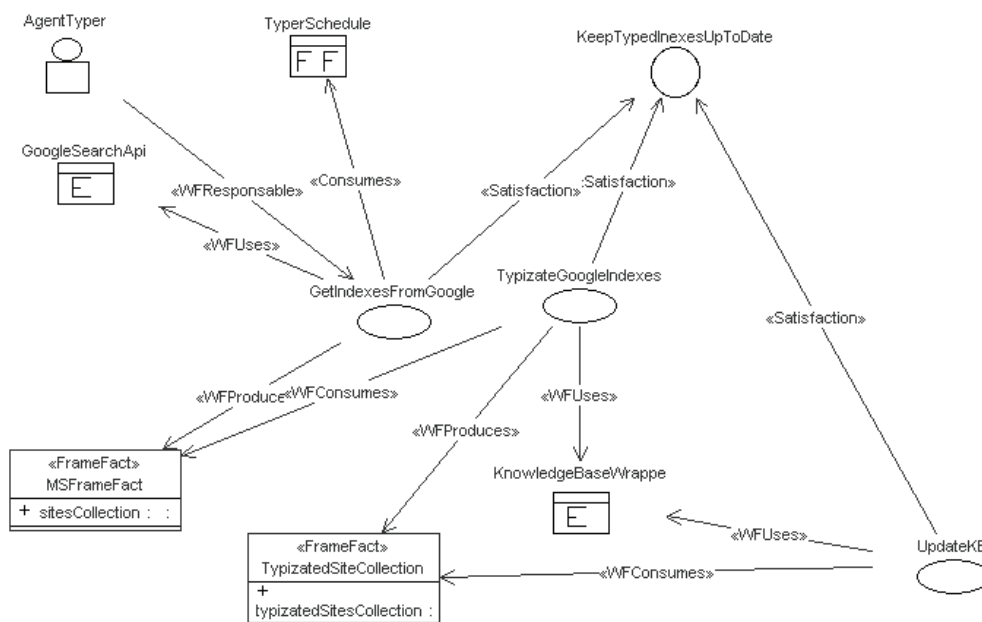 AgentTyper
TyperSchedule
F F
KeepTypedInexesUpToDate
GoogleSearchApi
E
«WFResponsable»
«Consumes»
«Satisfaction»
:Satisfaction»
«WFUses»
GetIndexesFromGoogle
TypizateGoogleIndexes
«Satisfaction»
«WFProduce
«WFConsumes»
«WFUses»
«WFProduces»
«FrameFact»
MSFrameFact
+ sitesCollection : :
KnowledgeBaseWrappe
E
«WFUses»
UpdateKB
«FrameFact»
TypizatedSiteCollection
+
typizatedSitesCollection :
«WFConsumes»